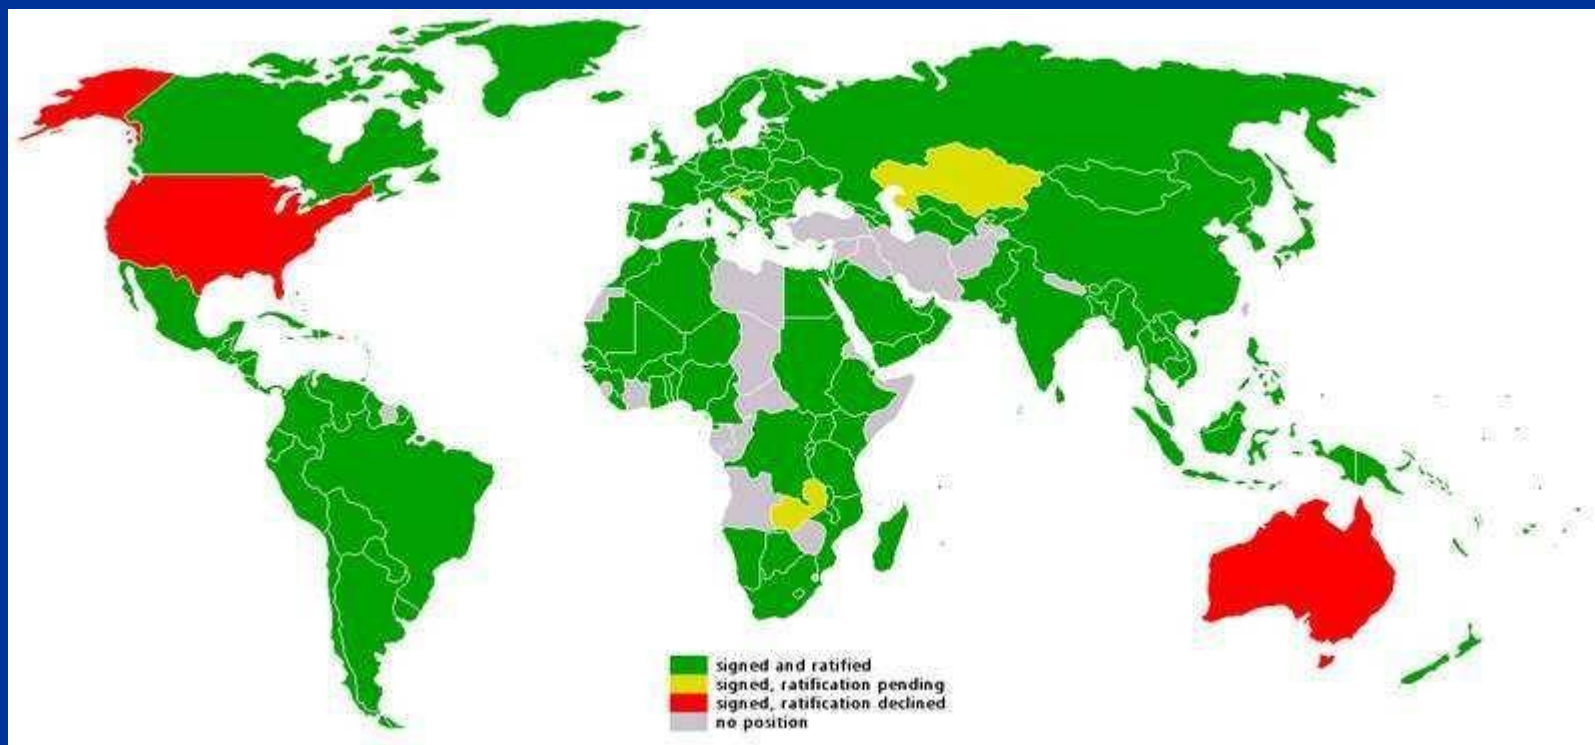 signed and ratified
signed, ratification pending
signed, ratification declined
no position